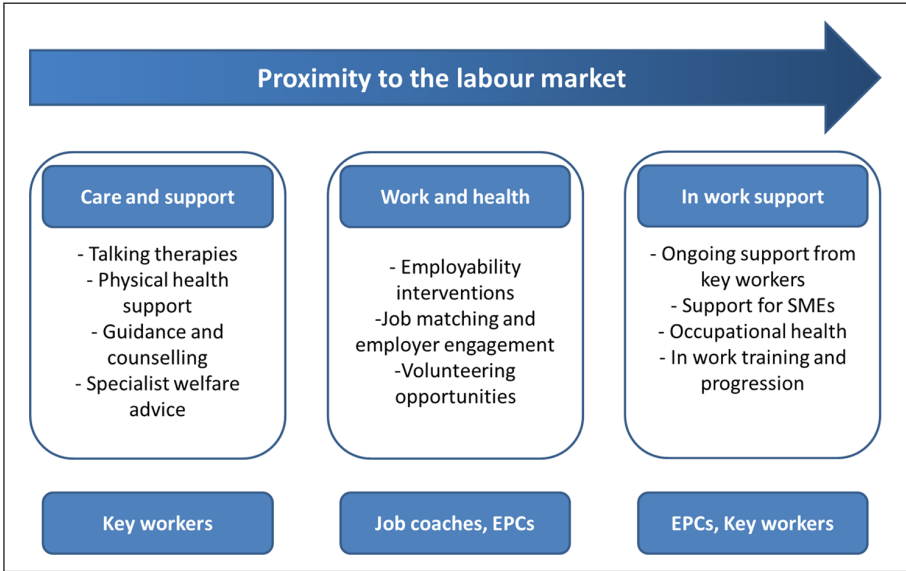 Proximity to the labour market
Care and support
- Talking therapies
- Physical health
support
- Guidance and
counselling
- Specialist welfare
advice
Key workers
Work and health
- Employability
interventions
-Job matching and
employer engagement
-Volunteering
opportunities
Job coaches, EPCs
In work support
- Ongoing support from
key workers
- Support for SMEs
- Occupational health
- In work training and
progression
EPCs, Key workers